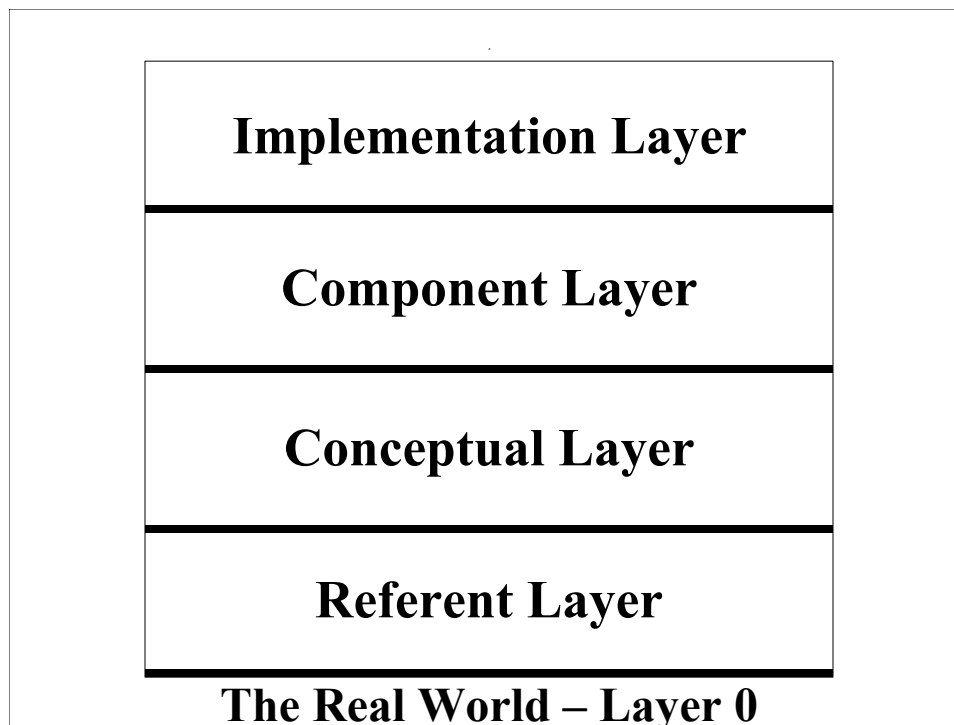 Implementation Layer
Component Layer
Conceptual Layer
Referent Layer
The Real World – Layer 0